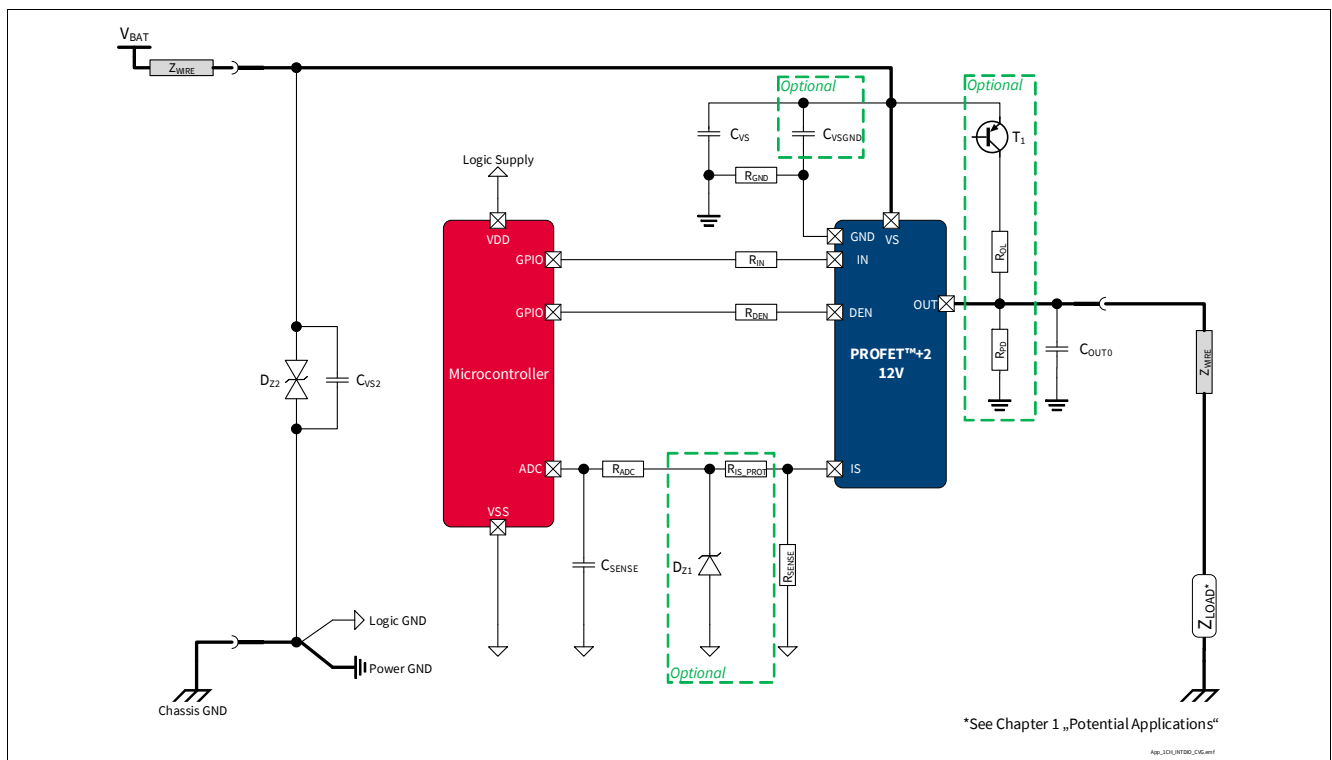 VBAT
ZWIRE
Optional
Optional
CVS
CVSGND
T1
Logic Supply
RGND
VDD
GND
VS
ROL
GPIO
RIN
IN
OUT
GPIO
RDEN
DEN
RPD
COUT0
ZWIRE
PROFET™+2
12V
Microcontroller
DZ2
CVS2
ADC
RADC
RIS_PROT
IS
VSS
CSENSE
DZ1
RSENSE
ZLOAD*
Logic GND
Power GND
Optional
Chassis GND
*See Chapter 1 „Potential Applications“
App_1CH_INTDIO_CVG.emf